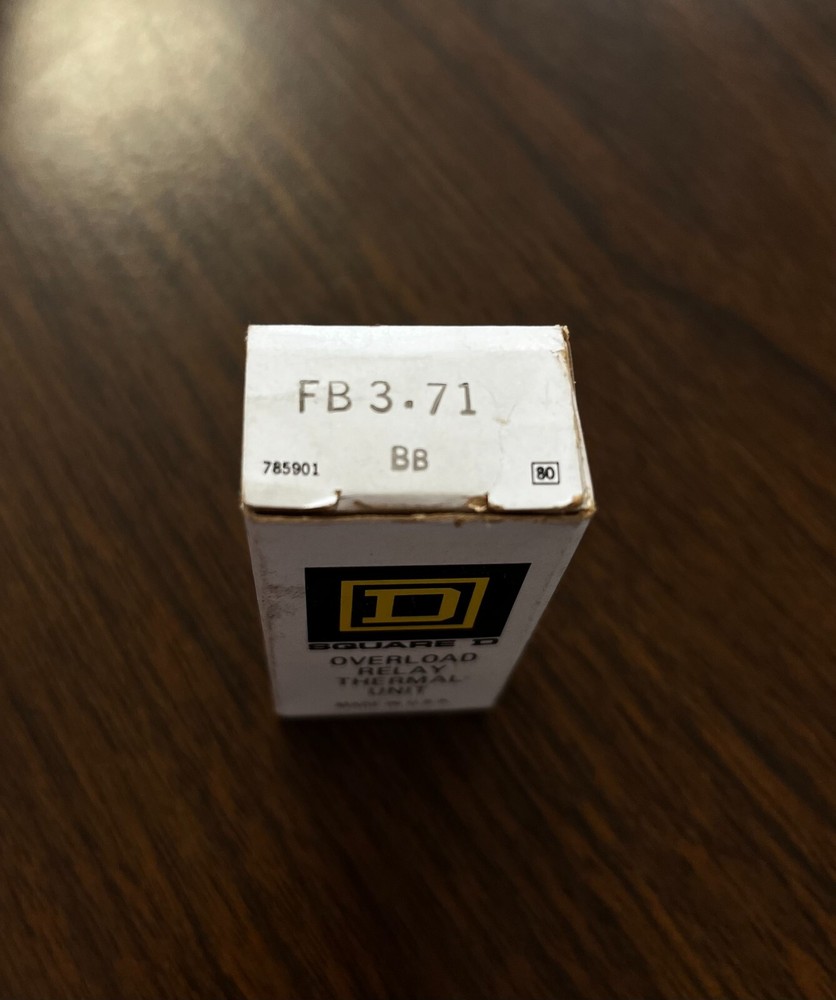 FB 3.71
BB
785901
80
D
SQUARE D
OVERLOAD
RELAY
THERMAL
UNIT
MADE IN U.S.A.